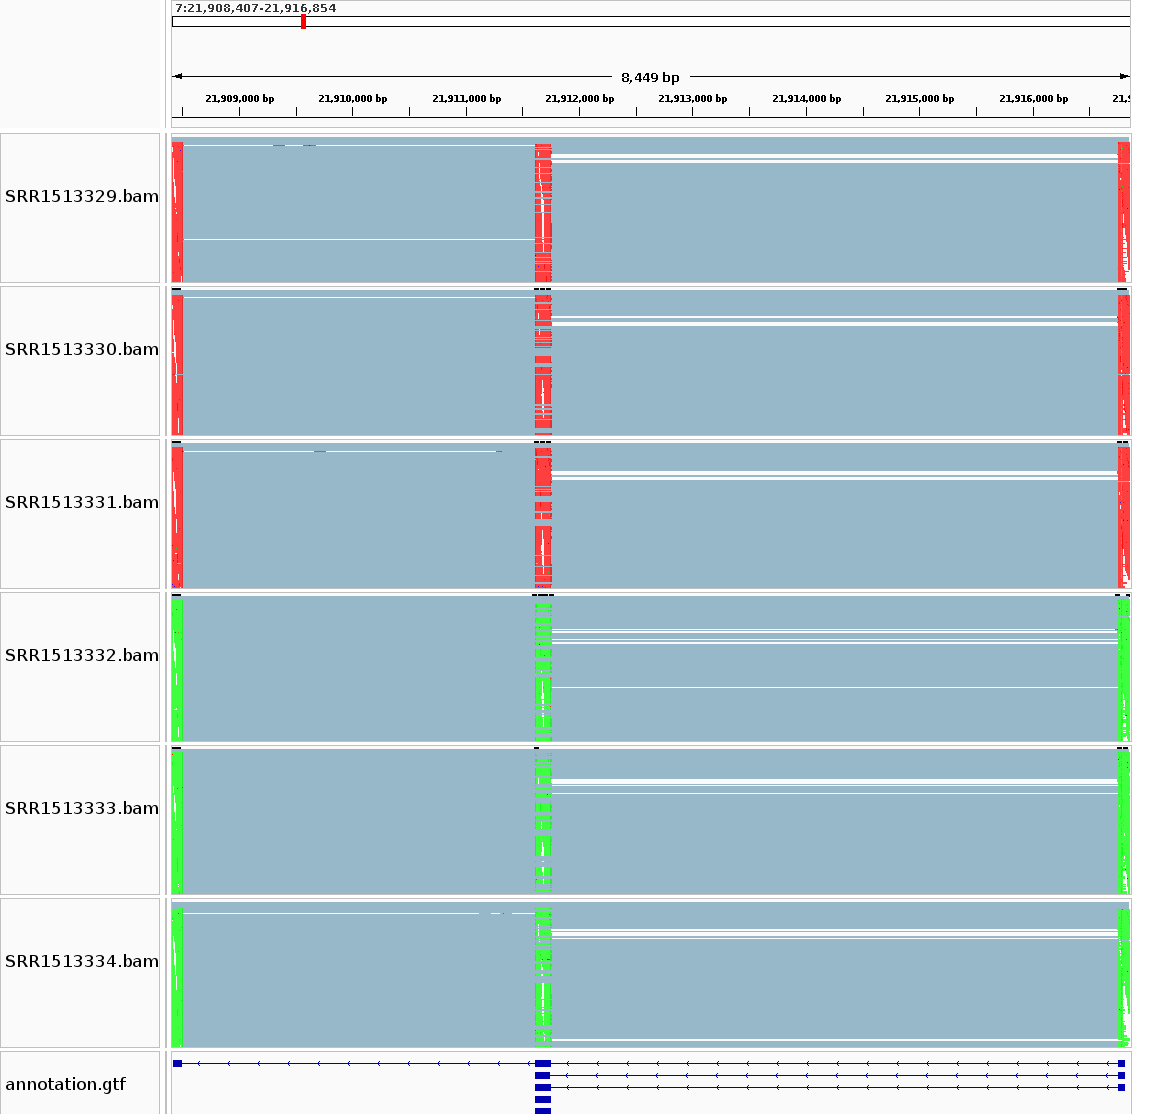 7:21,908,407-21,916,854
8,449 bp
21,909,000 bp 21,910,000 bp 21,911,000 bp 21,912,000 bp 21,913,000 bp 21,914,000 bp 21,915,000 bp 21,916,000 bp 21,9
SRR1513329.bam
SRR1513330.bam
SRR1513331.bam
SRR1513332.bam
SRR1513333.bam
SRR1513334.bam
annotation.gtf